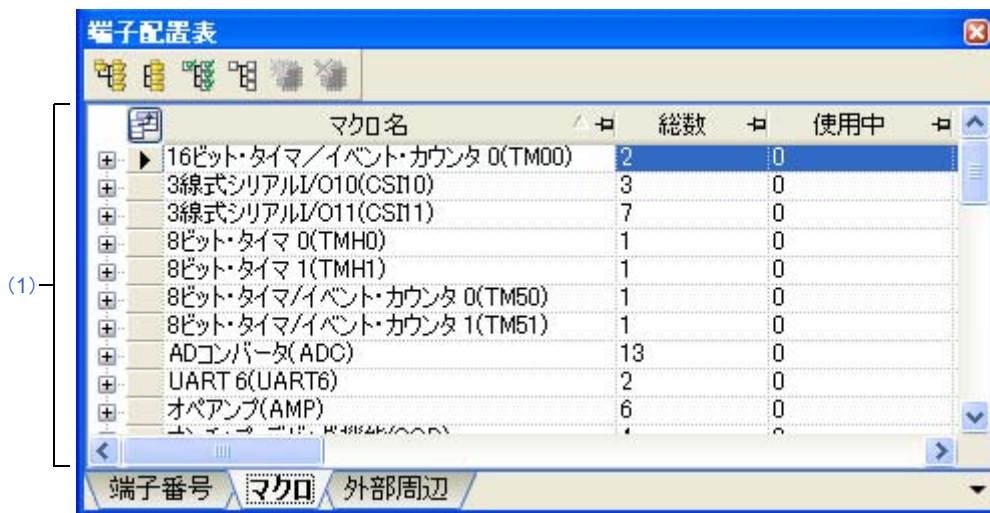 端子配置表
マクロ名 総数 使用中
16ビット・タイマ／イベント・カウンタ 0(TM00) 2 0
3線式シリアルI/O10(CSI10) 3 0
3線式シリアルI/O11(CSI11) 7 0
8ビット・タイマ 0(TMH0) 1 0
8ビット・タイマ 1(TMH1) 1 0
(1)
8ビット・タイマ/イベント・カウンタ 0(TM50) 1 0
8ビット・タイマ/イベント・カウンタ 1(TM51) 1 0
ADコンバータ(ADC) 13 0
UART 6(UART6) 2 0
オペアンプ(AMP) 6 0
端子番号 マクロ 外部周辺